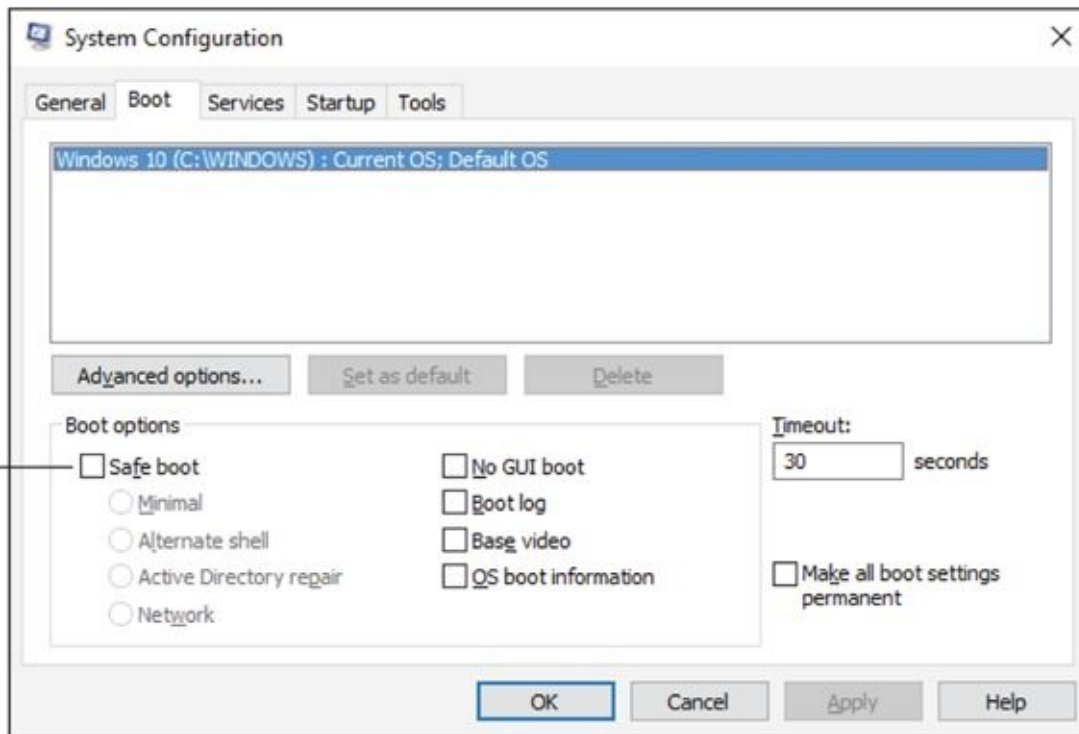 System Configuration
General Boot Services Startup Tools
Windows 10 (C:\WINDOWS) : Current OS; Default OS
Advanced options... Set as default Delete
Boot options
Timeout:
Safe boot No GUI boot 30 seconds
Minimal Boot log
Alternate shell Base video
Active Directory repair OS boot information Make all boot settings
Network permanent
OK Cancel Apply Help